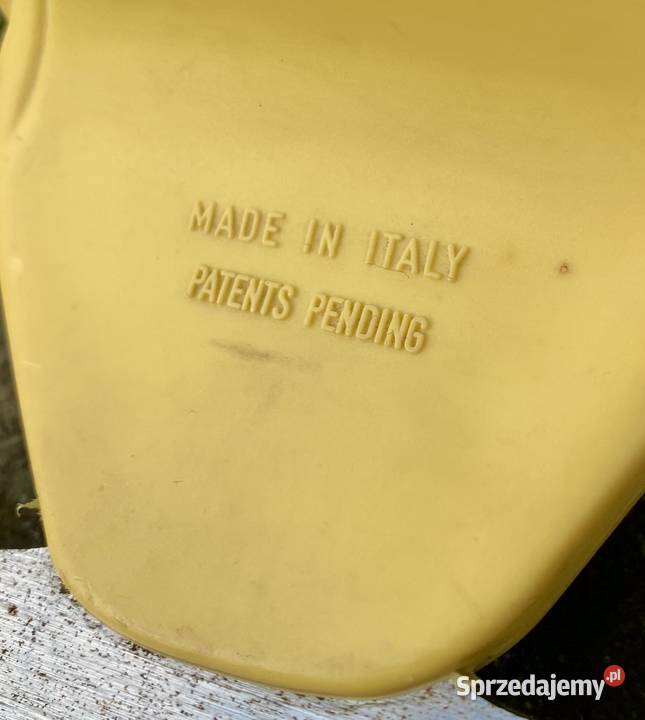 MADE IN ITALY
PATENTS PENDING
Sprzedajemy.pl